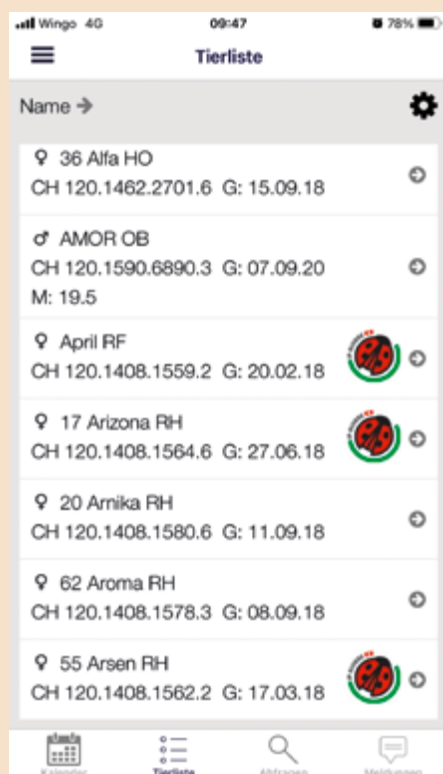 Wingo 4G 09:47 78%
Tierliste
Name →
♀ 36 Alfa HO
CH 120.1462.2701.6 G: 15.09.18
♂ AMOR OB
CH 120.1590.6890.3 G: 07.09.20
M: 19.5
♀ April RF
CH 120.1408.1559.2 G: 20.02.18
♀ 17 Arizona RH
CH 120.1408.1564.6 G: 27.06.18
♀ 20 Arnika RH
CH 120.1408.1580.6 G: 11.09.18
♀ 62 Aroma RH
CH 120.1408.1578.3 G: 08.09.18
♀ 55 Arsen RH
CH 120.1408.1562.2 G: 17.03.18
Kalender Tierliste Abfragen Meldungen